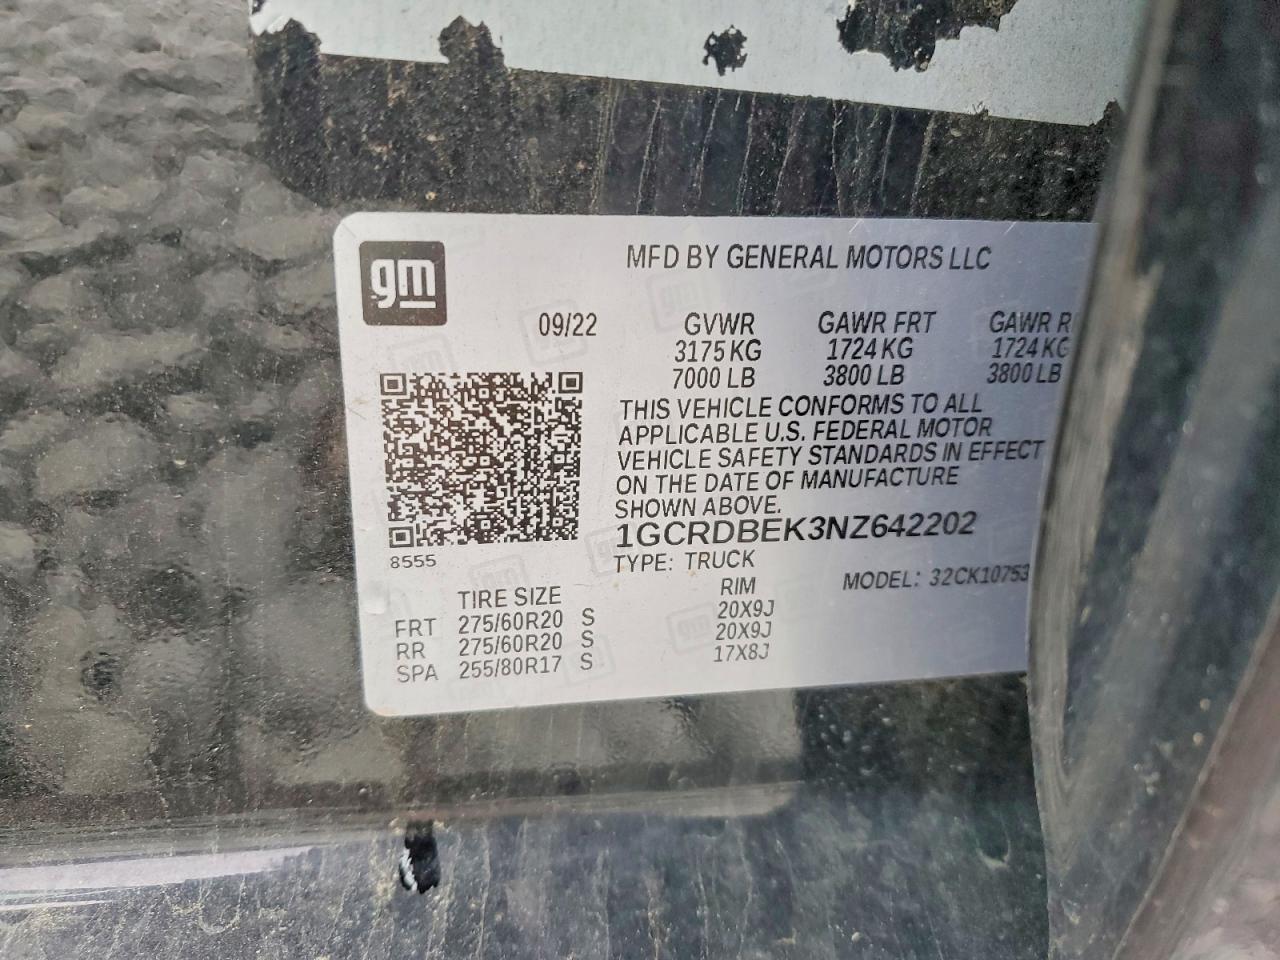 gm
MFD BY GENERAL MOTORS LLC
09/22
GVWR GAWR FRT GAWR R
3175 KG 1724 KG 1724 KG
7000 LB 3800 LB 3800 LB
THIS VEHICLE CONFORMS TO ALL
APPLICABLE U.S. FEDERAL MOTOR
VEHICLE SAFETY STANDARDS IN EFFECT
ON THE DATE OF MANUFACTURE
SHOWN ABOVE.
1GCRDBEK3NZ642202
8555
TYPE: TRUCK
MODEL: 32CK10753
TIRE SIZE RIM
FRT 275/60R20 S 20X9J
RR 275/60R20 S 20X9J
SPA 255/80R17 S 17X8J